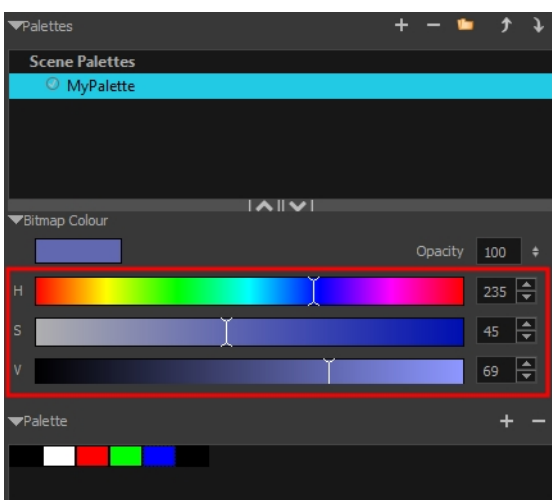 Palettes
Scene Palettes
MyPalette
Bitmap Colour
Opacity 100
H 235
S 45
V 69
Palette